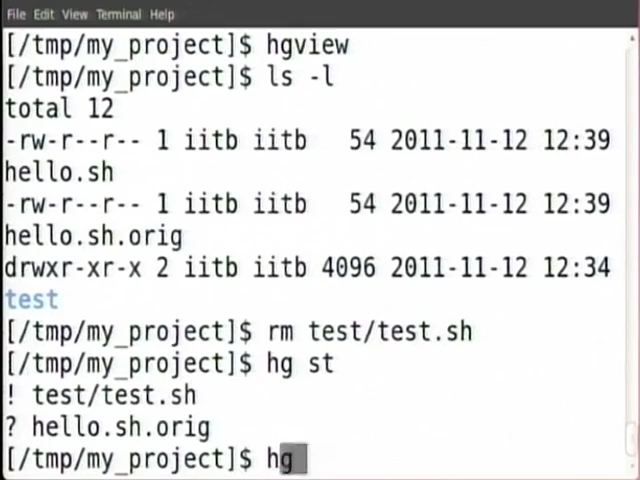 File Edit View Terminal Help
[/tmp/my_project]$ hgview
[/tmp/my_project]$ ls -l
total 12
-rw-r--r-- 1 iitb iitb   54 2011-11-12 12:39
hello.sh
-rw-r--r-- 1 iitb iitb   54 2011-11-12 12:39
hello.sh.orig
drwxr-xr-x 2 iitb iitb 4096 2011-11-12 12:34
test
[/tmp/my_project]$ rm test/test.sh
[/tmp/my_project]$ hg st
! test/test.sh
? hello.sh.orig
[/tmp/my_project]$ hg